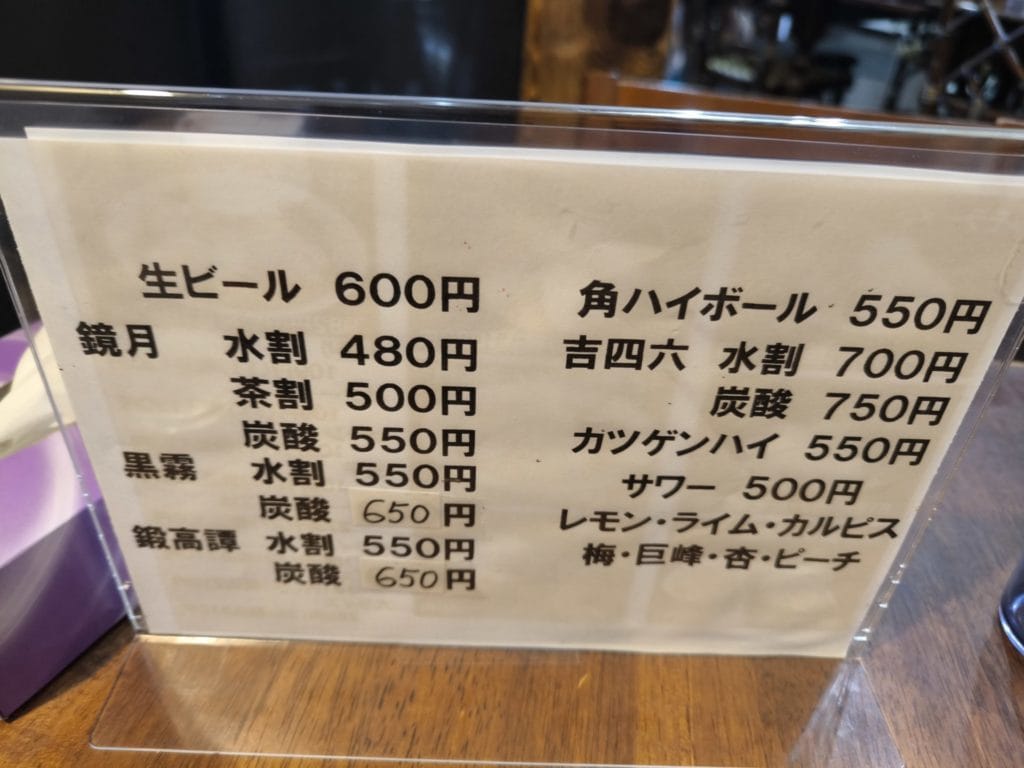 生ビール 600円
鏡月 水割 480円
茶割 500円
炭酸 550円
黒霧 水割 550円
炭酸 650円
鍛高譚 水割 550円
炭酸 650円
角ハイボール 550円
吉四六 水割 700円
炭酸 750円
カツゲンハイ 550円
サワー 500円
レモン・ライム・カルピス
梅・巨峰・杏・ピーチ